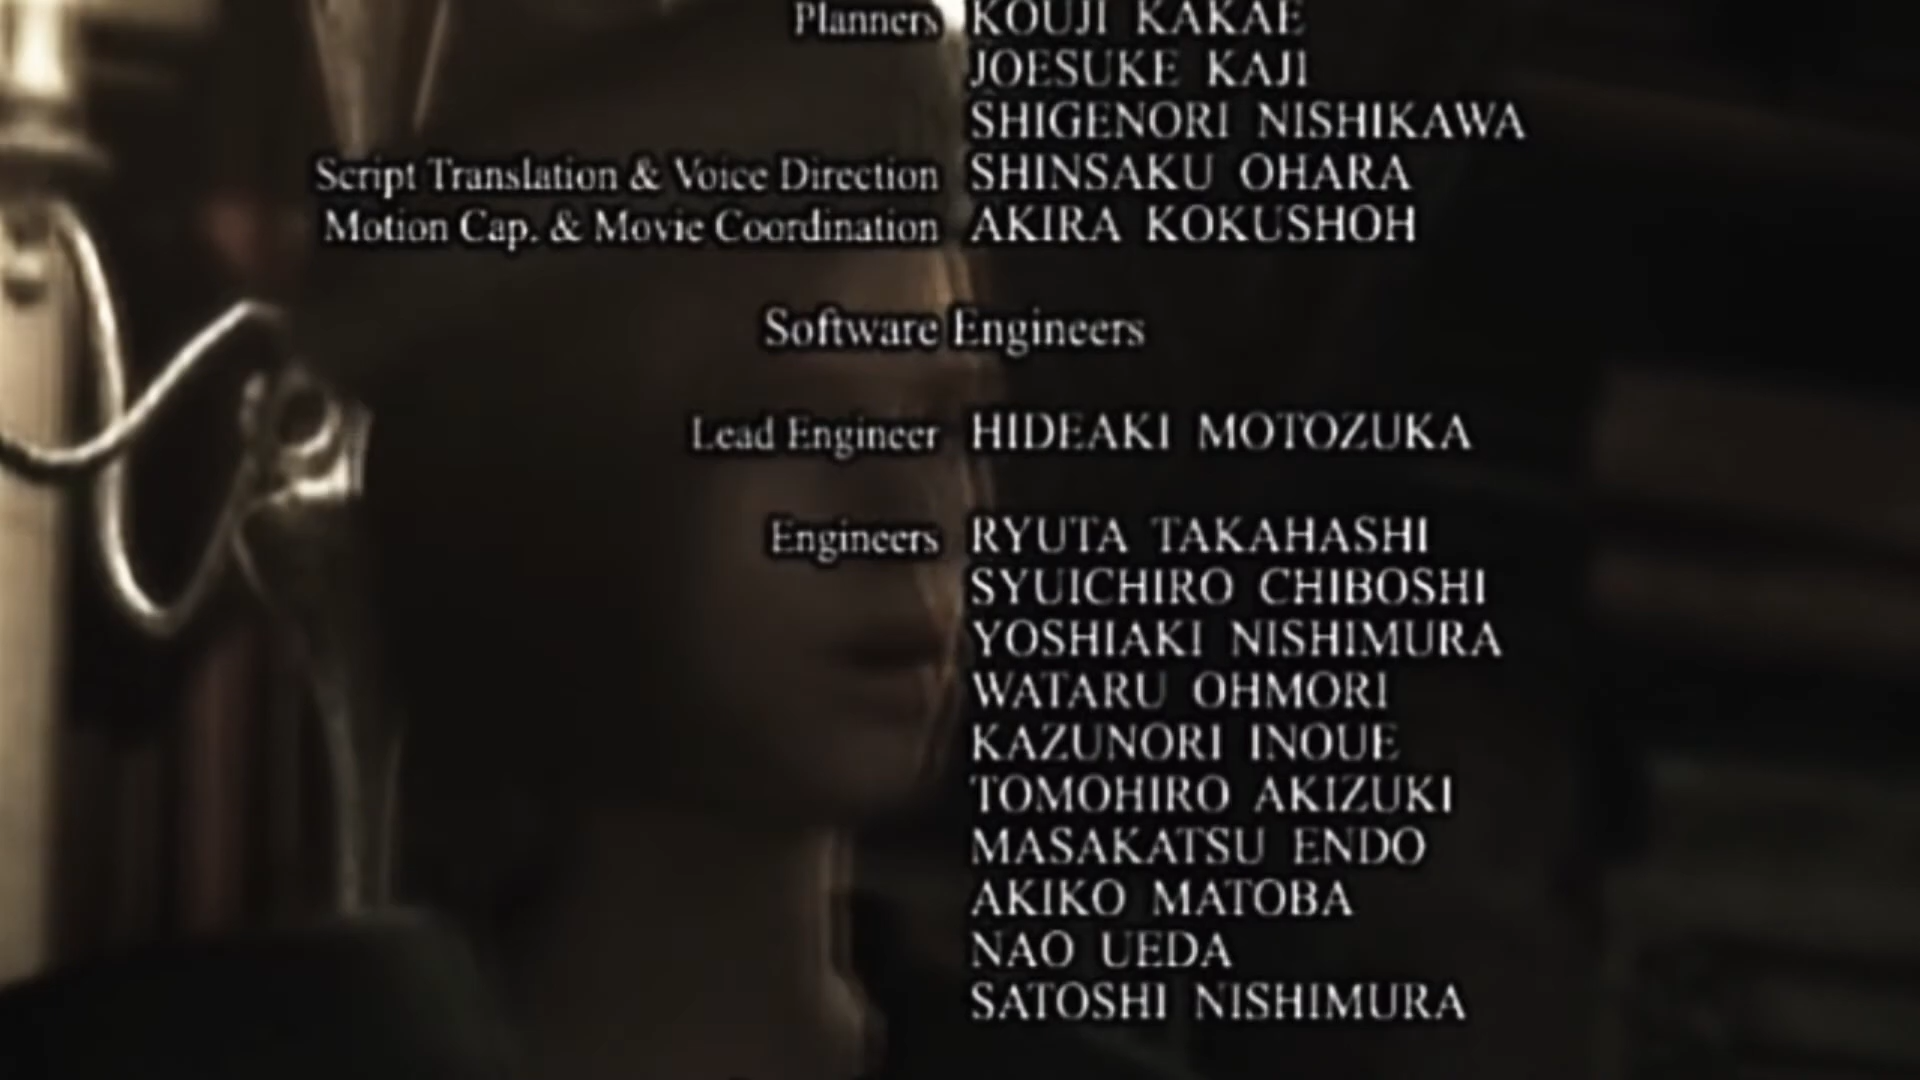 Planners KOUJI KAKAE
JOESUKE KAJI
SHIGENORI NISHIKAWA
Script Translation & Voice Direction SHINSAKU OHARA
Motion Cap. & Movie Coordination AKIRA KOKUSHOH
Software Engineers
Lead Engineer HIDEAKI MOTOZUKA
Engineers RYUTA TAKAHASHI
SYUICHIRO CHIBOSHI
YOSHIAKI NISHIMURA
WATARU OHMORI
KAZUNORI INOUE
TOMOHIRO AKIZUKI
MASAKATSU ENDO
AKIKO MATOBA
NAO UEDA
SATOSHI NISHIMURA